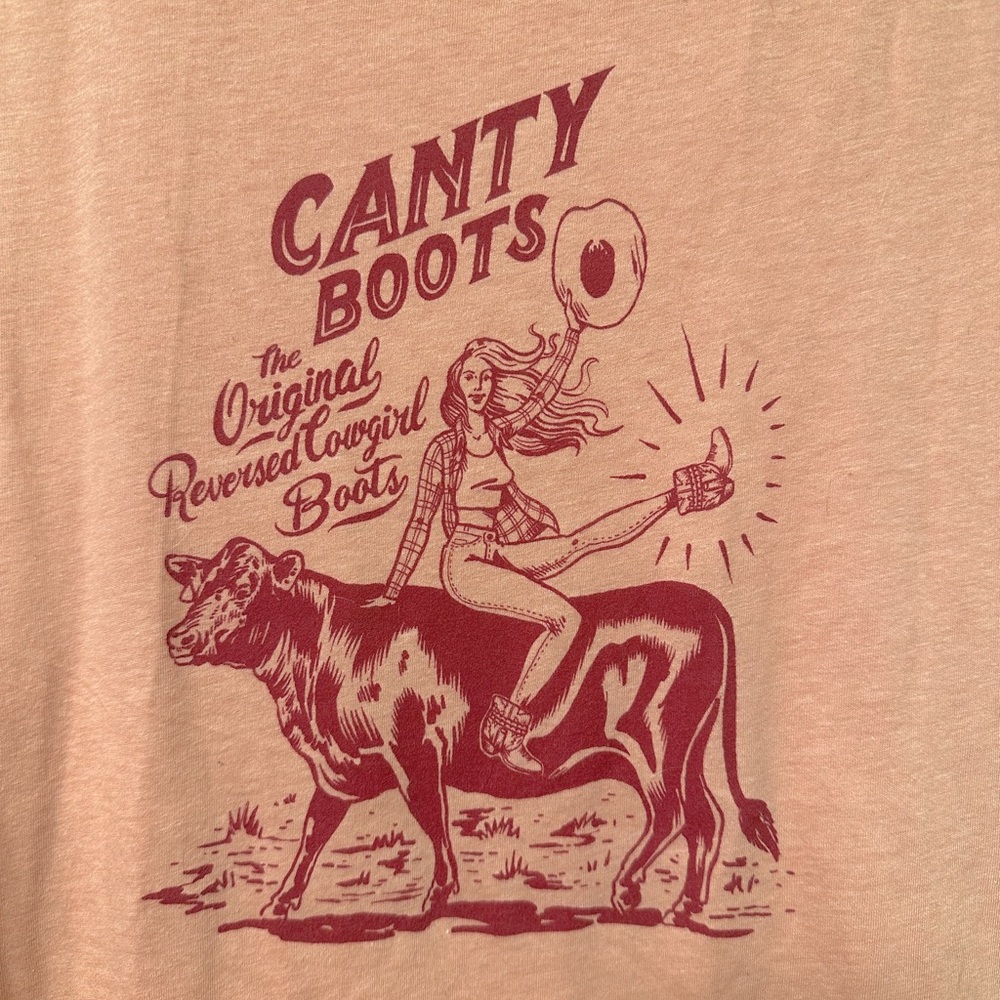 CANTY
BOOTS
The
Original
Reversed Cowgirl
Boots